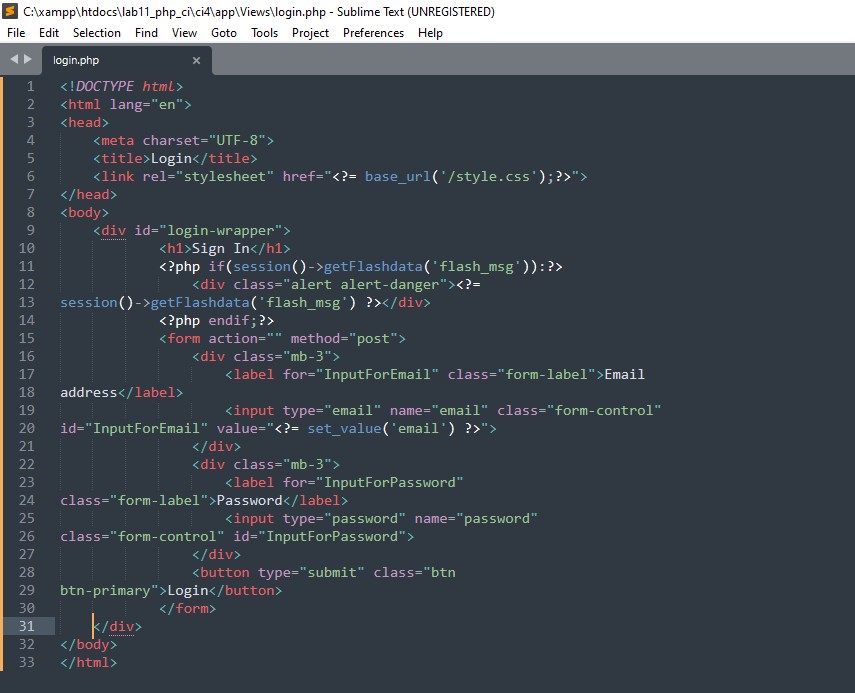 C:\xampp\htdocs\lab11_php_ci\ci4\app\Views\login.php - Sublime Text (UNREGISTERED)
File Edit Selection Find View Goto Tools Project Preferences Help
login.php ×
1 <!DOCTYPE html>
2 <html lang="en">
3 <head>
4 <meta charset="UTF-8">
5 <title>Login</title>
6 <link rel="stylesheet" href="<?= base_url('/style.css');?>">
7 </head>
8 <body>
9 <div id="login-wrapper">
10 <h1>Sign In</h1>
11 <?php if(session()->getFlashdata('flash_msg')):?>
12 <div class="alert alert-danger"><?=
13 session()->getFlashdata('flash_msg') ?></div>
14 <?php endif;?>
15 <form action="" method="post">
16 <div class="mb-3">
17 <label for="InputForEmail" class="form-label">Email
18 address</label>
19 <input type="email" name="email" class="form-control"
20 id="InputForEmail" value="<?= set_value('email') ?>">
21 </div>
22 <div class="mb-3">
23 <label for="InputForPassword"
24 class="form-label">Password</label>
25 <input type="password" name="password"
26 class="form-control" id="InputForPassword">
27 </div>
28 <button type="submit" class="btn
29 btn-primary">Login</button>
30 </form>
31 </div>
32 </body>
33 </html>